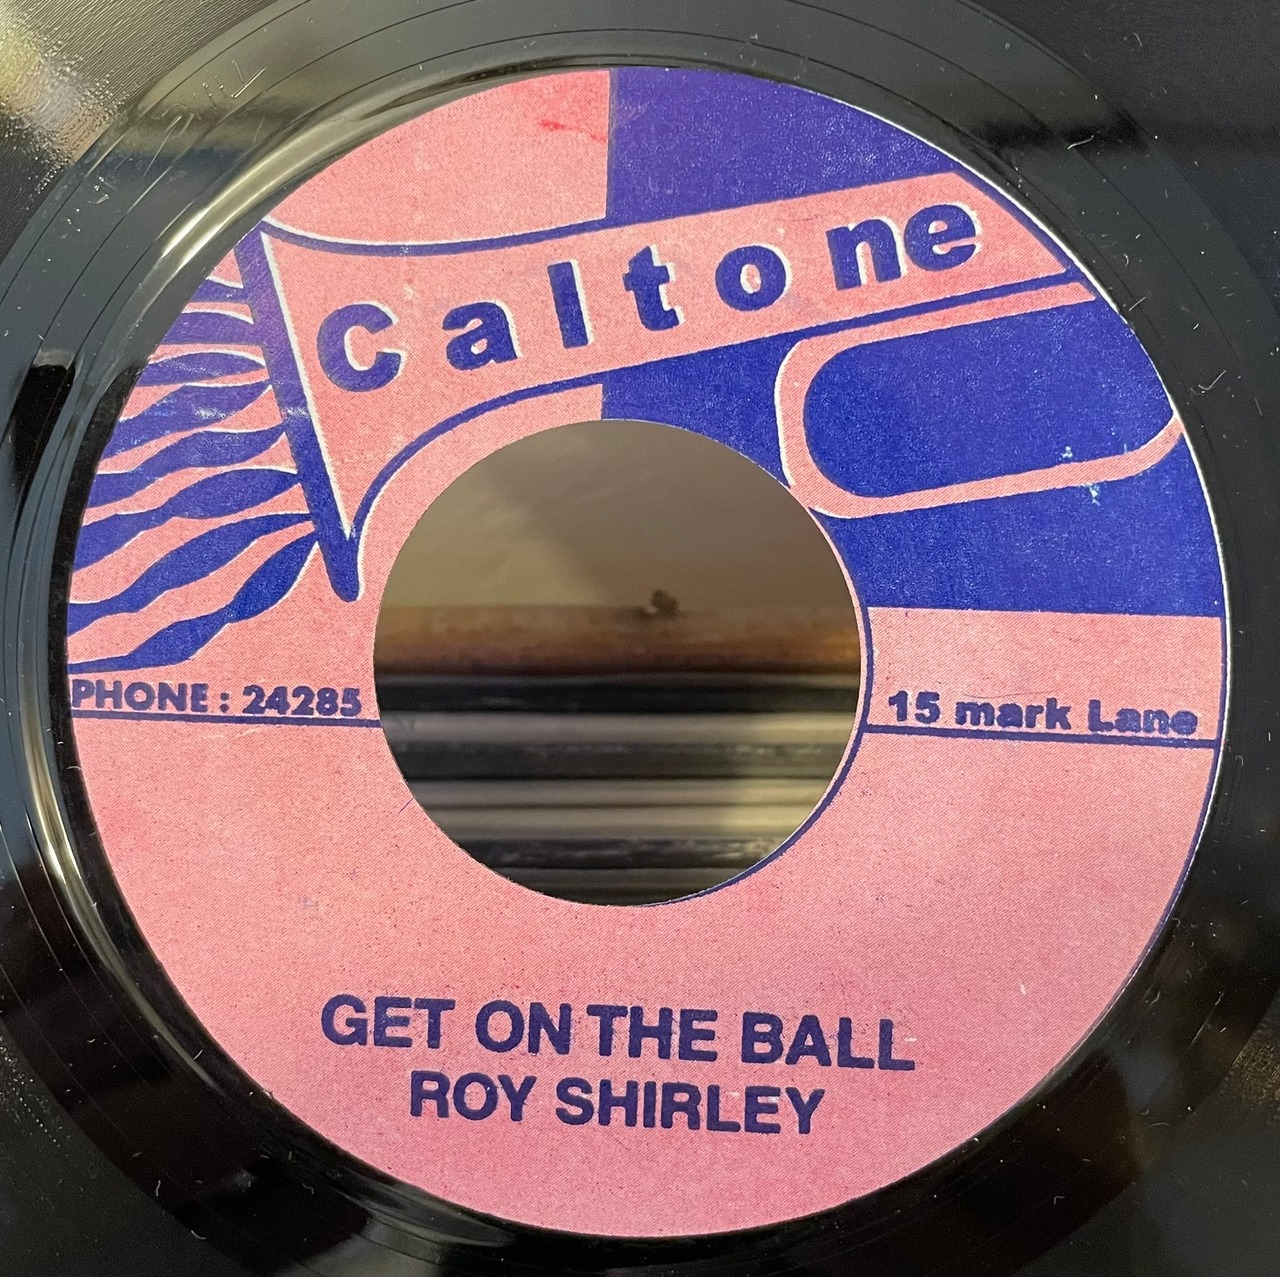 Caltone
PHONE: 24285
15 mark Lane
GET ON THE BALL
ROY SHIRLEY